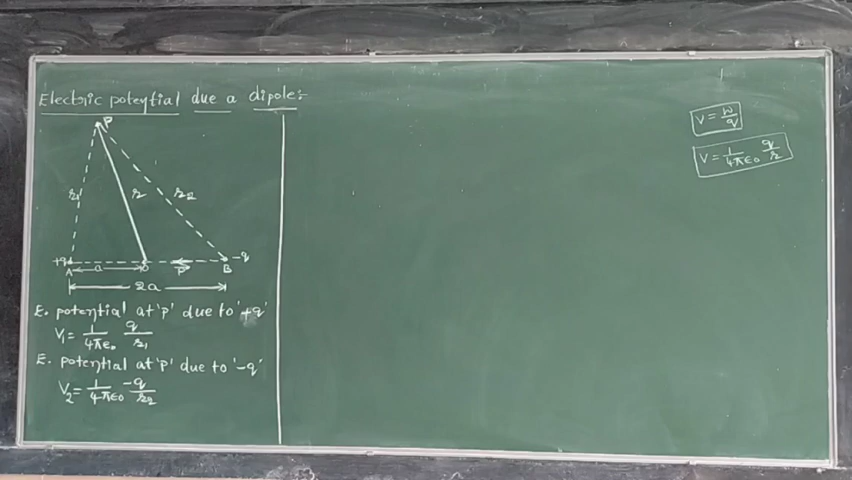 Electric potential due a dipole:-
P
r₁ r r₂
+q -q
A a O P B
2a
E. potential at 'p' due to '+q'
V₁ = 1/4πε₀ q/r₁
E. potential at 'p' due to '-q'
V₂ = 1/4πε₀ -q/r₂
V = W/q
V = 1/4πε₀ q/r